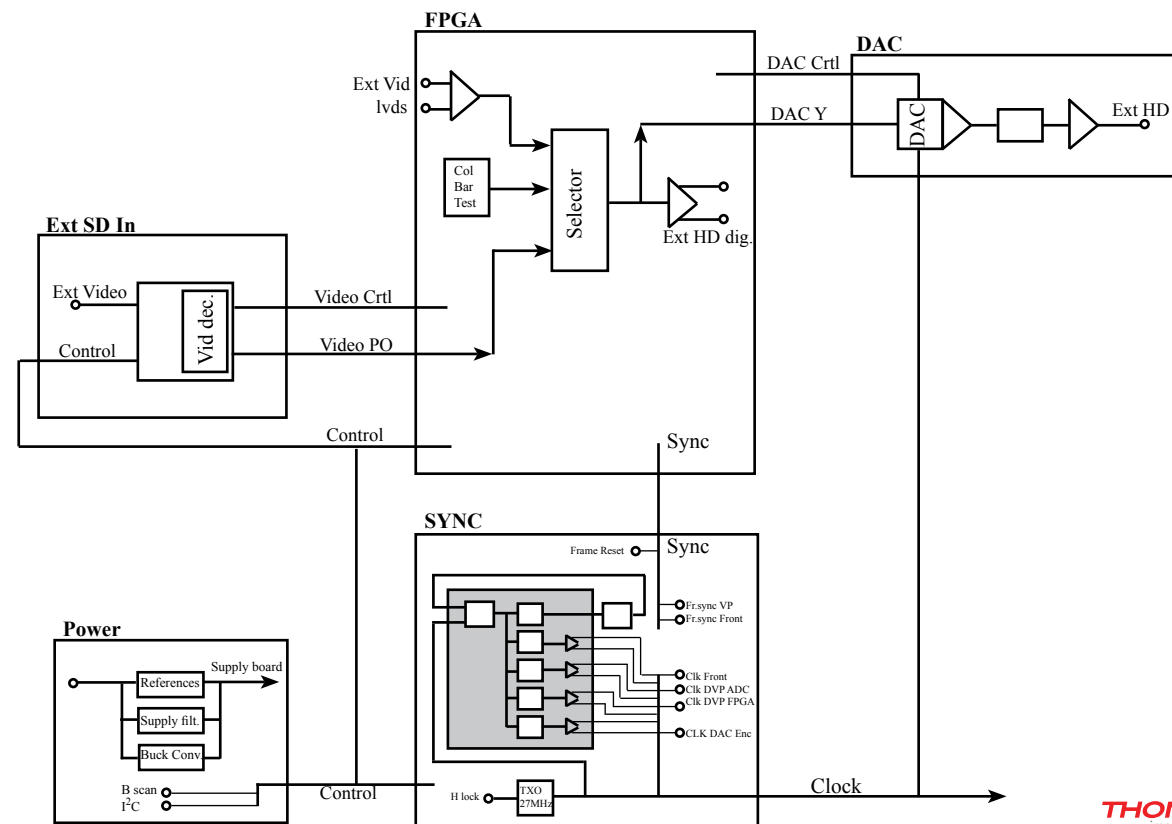 FPGA
DAC
Ext Vid
lvds
DAC Crtl
DAC Y
DAC
Ext HD
Col
Bar
Test
Selector
Ext HD dig.
Ext SD In
Ext Video
Vid dec.
Control
Video Crtl
Video PO
Control
Sync
SYNC
Frame Reset
Sync
Fr.sync VP
Fr.sync Front
Clk Front
Clk DVP ADC
Clk DVP FPGA
CLK DAC Enc
Power
Supply board
References
Supply filt.
Buck Conv.
B scan
I²C
Control
H lock
TXO
27MHz
Clock